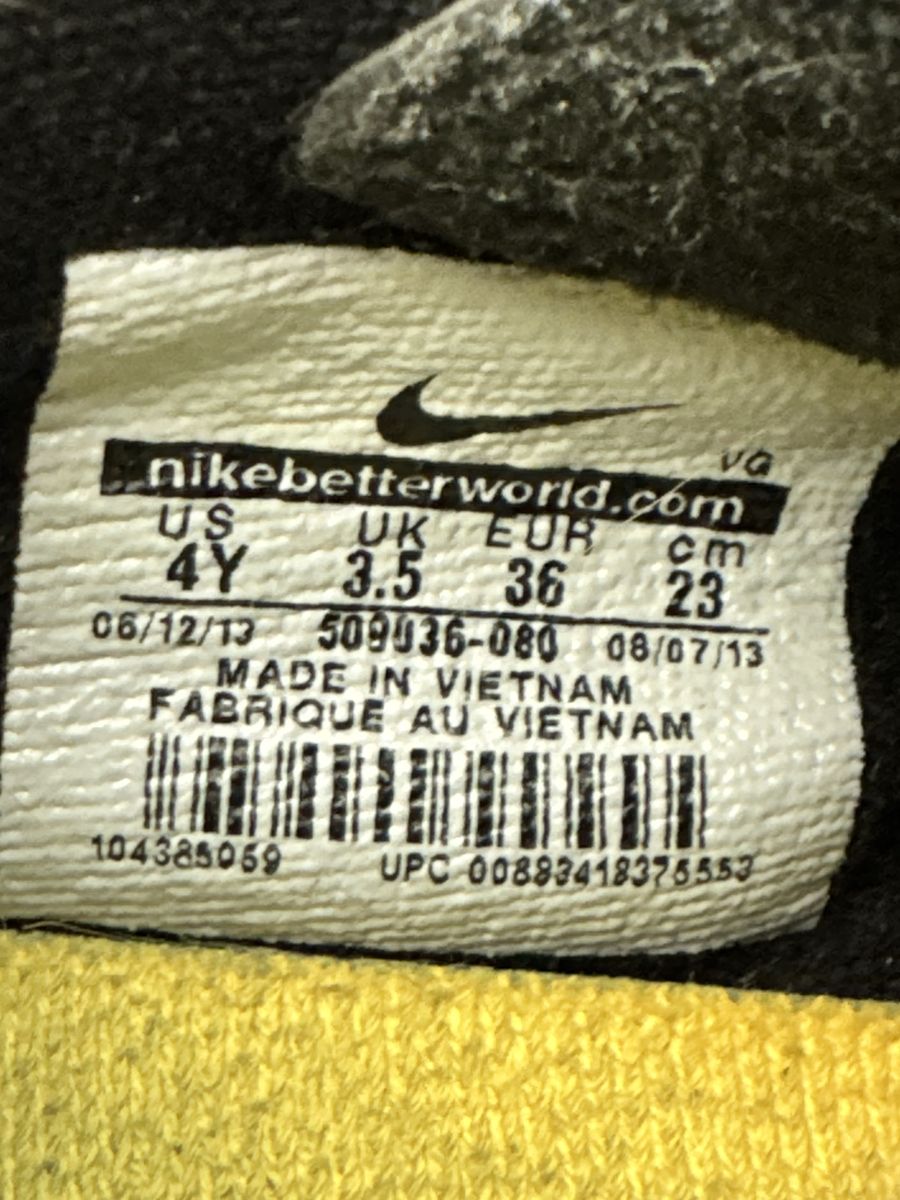 VG
nikebetterworld.com
US UK EUR cm
4Y 3.5 36 23
06/12/13 509036-080 08/07/13
MADE IN VIETNAM
FABRIQUE AU VIETNAM
104385059 UPC 00883418375553